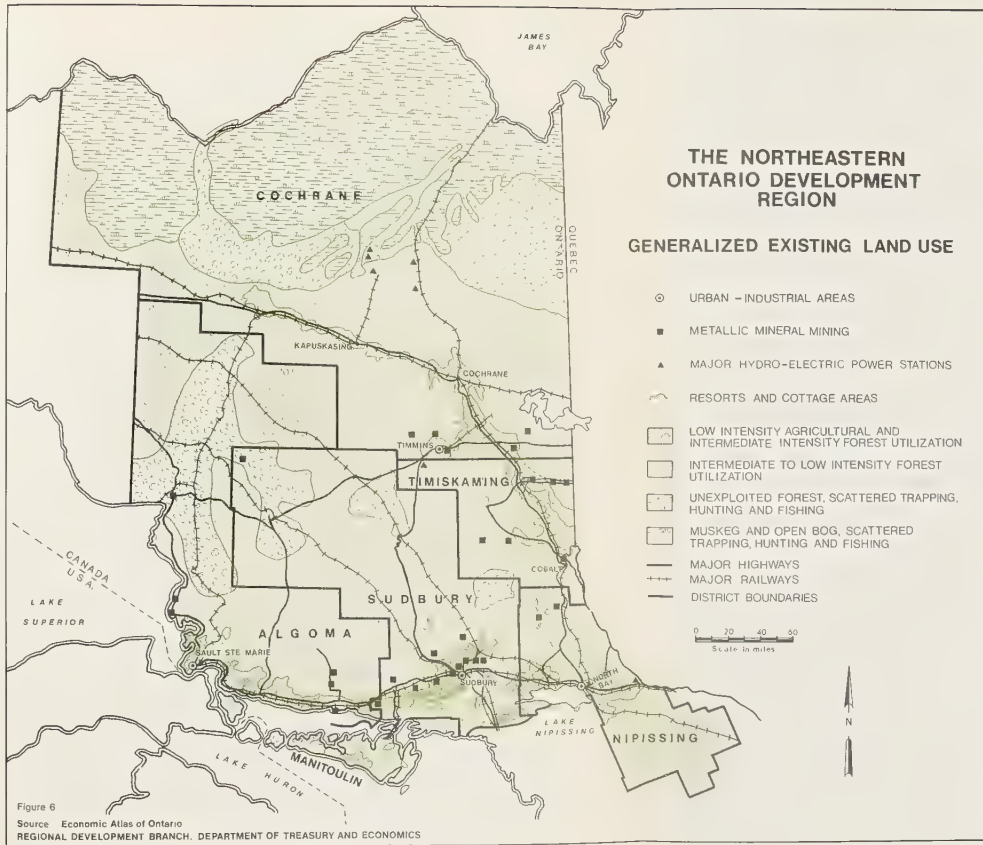 JAMES
BAY
THE NORTHEASTERN
ONTARIO DEVELOPMENT
REGION
GENERALIZED EXISTING LAND USE
URBAN - INDUSTRIAL AREAS
METALLIC MINERAL MINING
MAJOR HYDRO-ELECTRIC POWER STATIONS
RESORTS AND COTTAGE AREAS
LOW INTENSITY AGRICULTURAL AND
INTERMEDIATE INTENSITY FOREST UTILIZATION
INTERMEDIATE TO LOW INTENSITY FOREST
UTILIZATION
UNEXPLOITED FOREST, SCATTERED TRAPPING,
HUNTING AND FISHING
MUSKEG AND OPEN BOG, SCATTERED
TRAPPING, HUNTING AND FISHING
MAJOR HIGHWAYS
MAJOR RAILWAYS
DISTRICT BOUNDARIES
0 20 40 60
Scale in miles
N
COCHRANE
QUEBEC
ONTARIO
KAPUSKASING
COCHRANE
TIMMINS
TIMISKAMING
COBALT
CANADA
U.S.A.
LAKE
SUPERIOR
SUDBURY
ALGOMA
SAULT STE MARIE
SUDBURY
NORTH
BAY
LAKE
NIPISSING
NIPISSING
MANITOULIN
LAKE HURON
Figure 6
Source Economic Atlas of Ontario
REGIONAL DEVELOPMENT BRANCH. DEPARTMENT OF TREASURY AND ECONOMICS